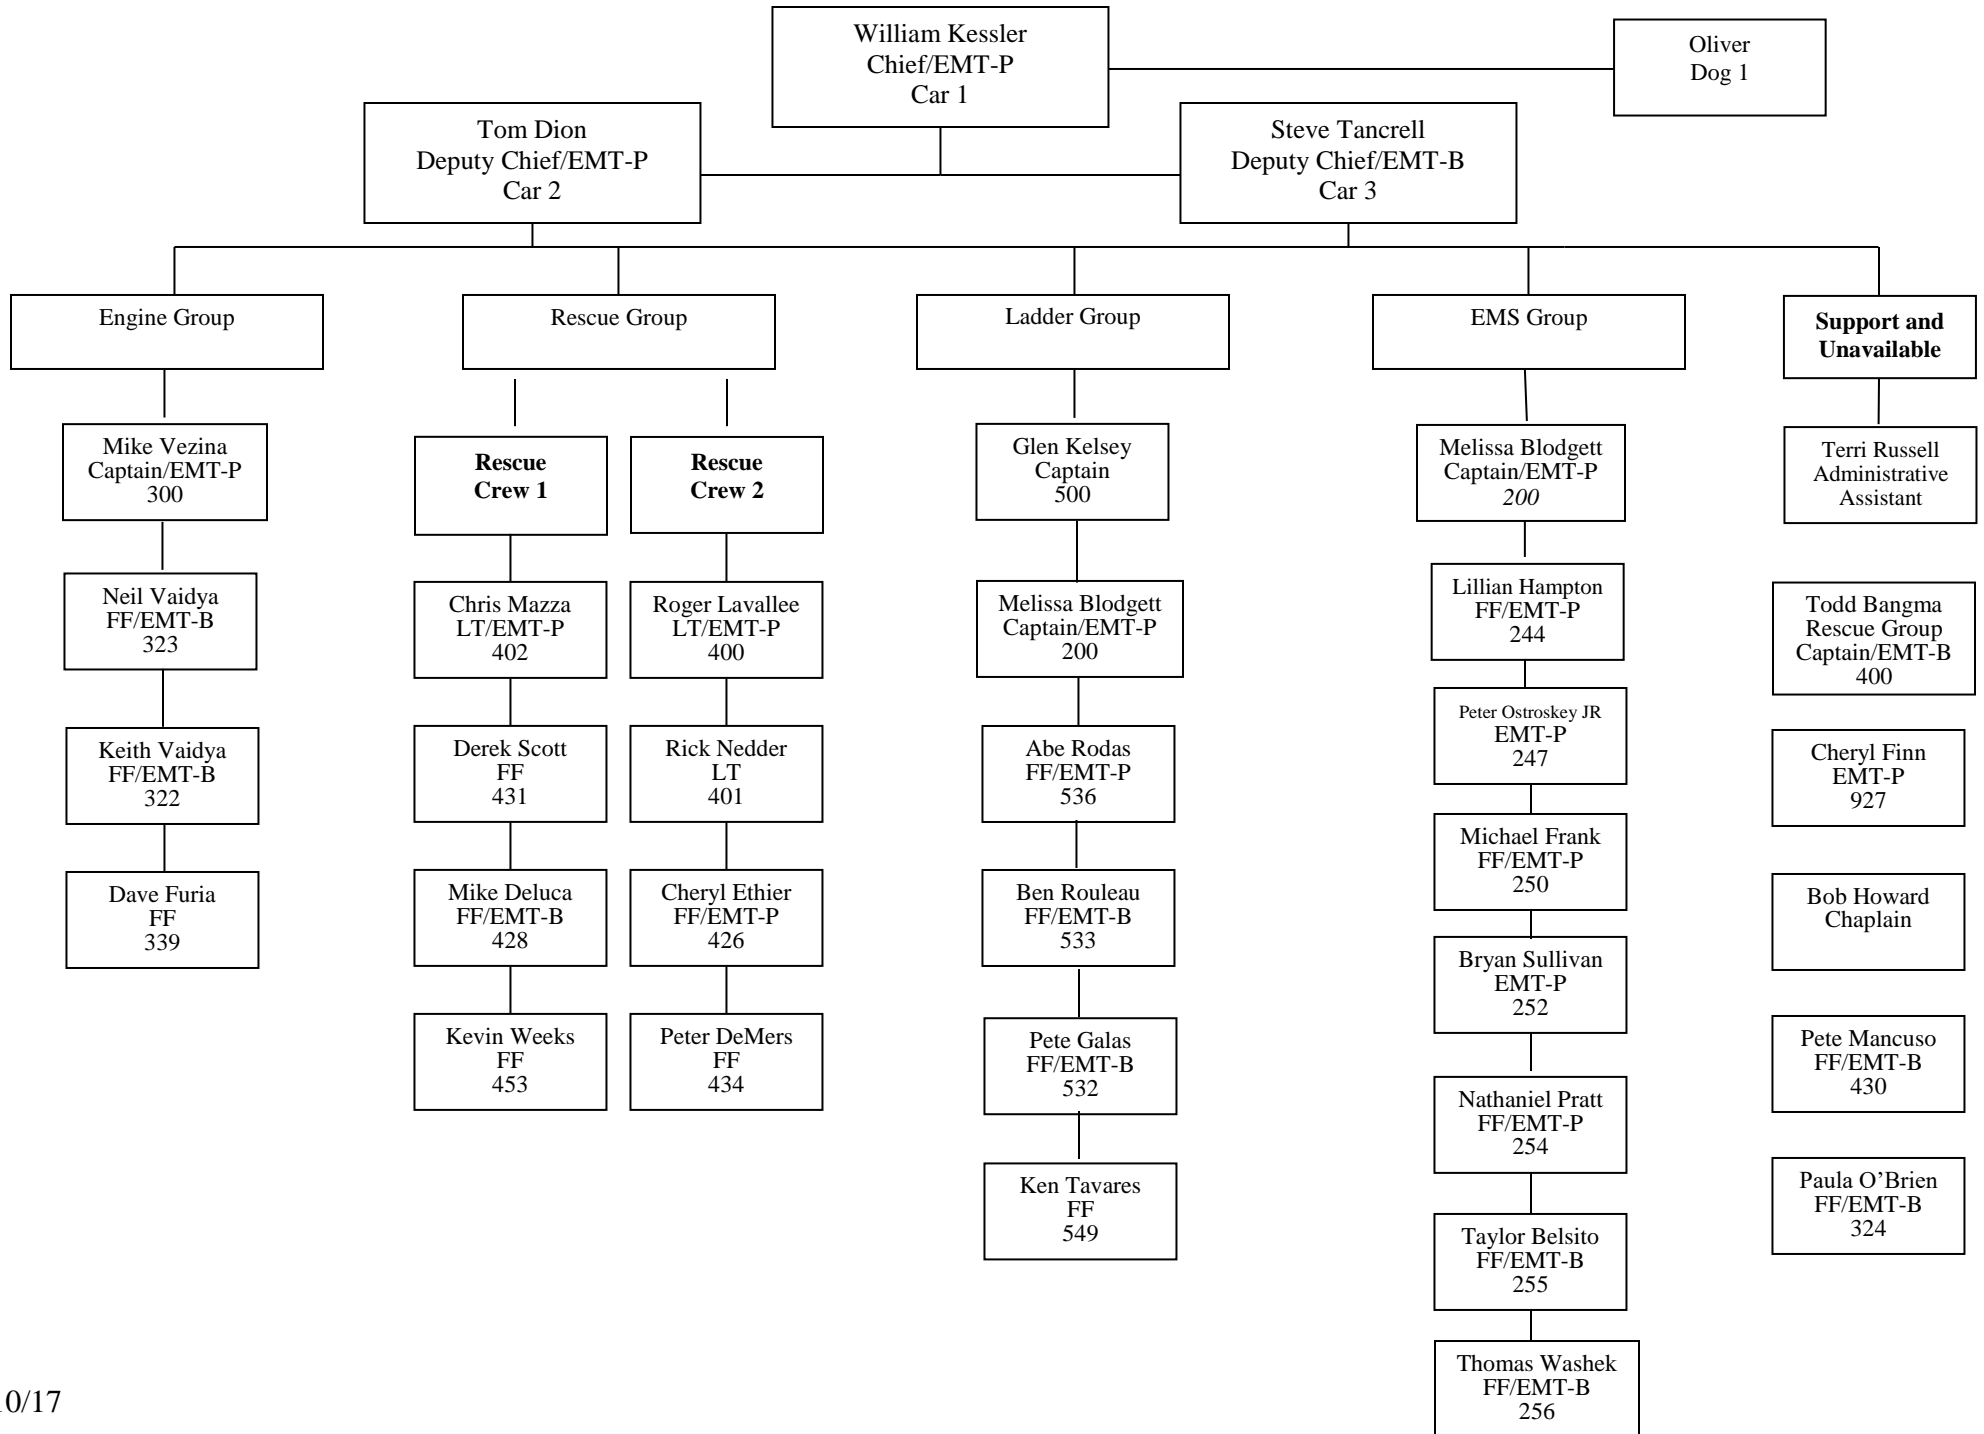 William Kessler
Chief/EMT-P
Car 1
Oliver
Dog 1
Tom Dion
Deputy Chief/EMT-P
Car 2
Steve Tancrell
Deputy Chief/EMT-B
Car 3
Engine Group
Rescue Group
Ladder Group
EMS Group
Support and
Unavailable
Mike Vezina
Captain/EMT-P
300
Neil Vaidya
FF/EMT-B
323
Keith Vaidya
FF/EMT-B
322
Dave Furia
FF
339
Rescue
Crew 1
Chris Mazza
LT/EMT-P
402
Derek Scott
FF
431
Mike Deluca
FF/EMT-B
428
Kevin Weeks
FF
453
Rescue
Crew 2
Roger Lavallee
LT/EMT-P
400
Rick Nedder
LT
401
Cheryl Ethier
FF/EMT-P
426
Peter DeMers
FF
434
Glen Kelsey
Captain
500
Melissa Blodgett
Captain/EMT-P
200
Abe Rodas
FF/EMT-P
536
Ben Rouleau
FF/EMT-B
533
Pete Galas
FF/EMT-B
532
Ken Tavares
FF
549
Melissa Blodgett
Captain/EMT-P
200
Lillian Hampton
FF/EMT-P
244
Peter Ostroskey JR
EMT-P
247
Michael Frank
FF/EMT-P
250
Bryan Sullivan
EMT-P
252
Nathaniel Pratt
FF/EMT-P
254
Taylor Belsito
FF/EMT-B
255
Thomas Washek
FF/EMT-B
256
Terri Russell
Administrative
Assistant
Todd Bangma
Rescue Group
Captain/EMT-B
400
Cheryl Finn
EMT-P
927
Bob Howard
Chaplain
Pete Mancuso
FF/EMT-B
430
Paula O’Brien
FF/EMT-B
324
0/17